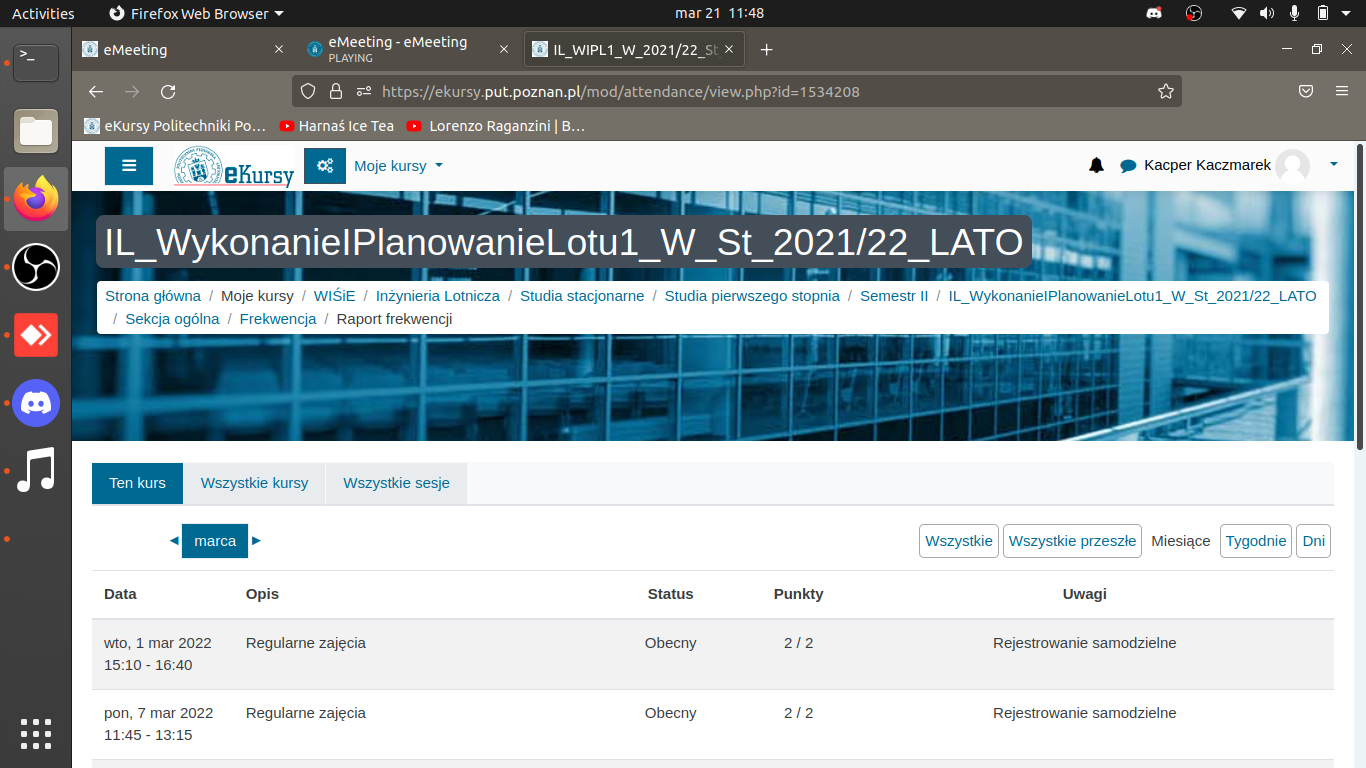 Activities
Firefox Web Browser
mar 21 11:48
eMeeting
eMeeting - eMeeting
PLAYING
IL_WIPL1_W_2021/22_St
https://ekursy.put.poznan.pl/mod/attendance/view.php?id=1534208
eKursy Politechniki Po…
Harnaś Ice Tea
Lorenzo Raganzini | B…
eKursy
Moje kursy
Kacper Kaczmarek
IL_WykonanieIPlanowanieLotu1_W_St_2021/22_LATO
Strona główna / Moje kursy / WIŚiE / Inżynieria Lotnicza / Studia stacjonarne / Studia pierwszego stopnia / Semestr II / IL_WykonanieIPlanowanieLotu1_W_St_2021/22_LATO
/ Sekcja ogólna / Frekwencja / Raport frekwencji
Ten kurs
Wszystkie kursy
Wszystkie sesje
◄ marca ►
Wszystkie
Wszystkie przeszłe
Miesiące
Tygodnie
Dni
Data Opis Status Punkty Uwagi
wto, 1 mar 2022 Regularne zajęcia Obecny 2 / 2 Rejestrowanie samodzielne
15:10 - 16:40
pon, 7 mar 2022 Regularne zajęcia Obecny 2 / 2 Rejestrowanie samodzielne
11:45 - 13:15